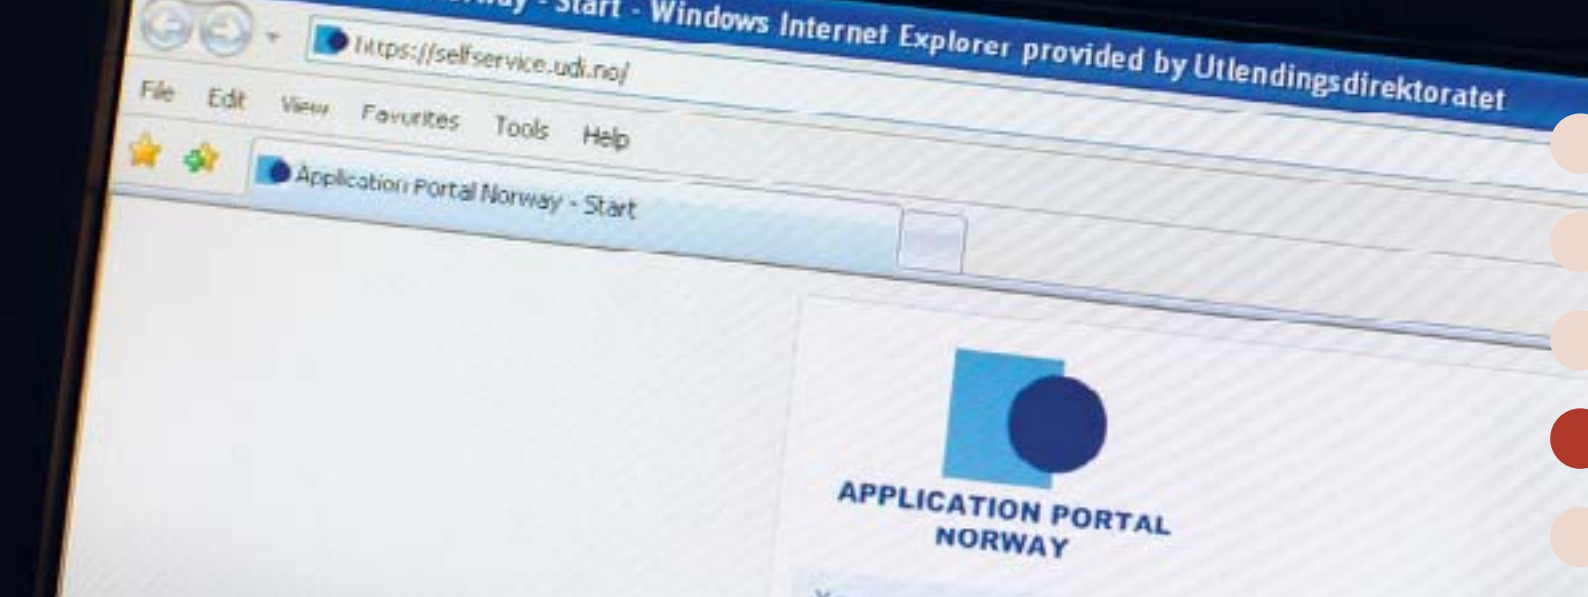 - Start - Windows Internet Explorer provided by Utlendingsdirektoratet
https://selfservice.udi.no/
File Edit View Favorites Tools Help
Application Portal Norway - Start
APPLICATION PORTAL
NORWAY